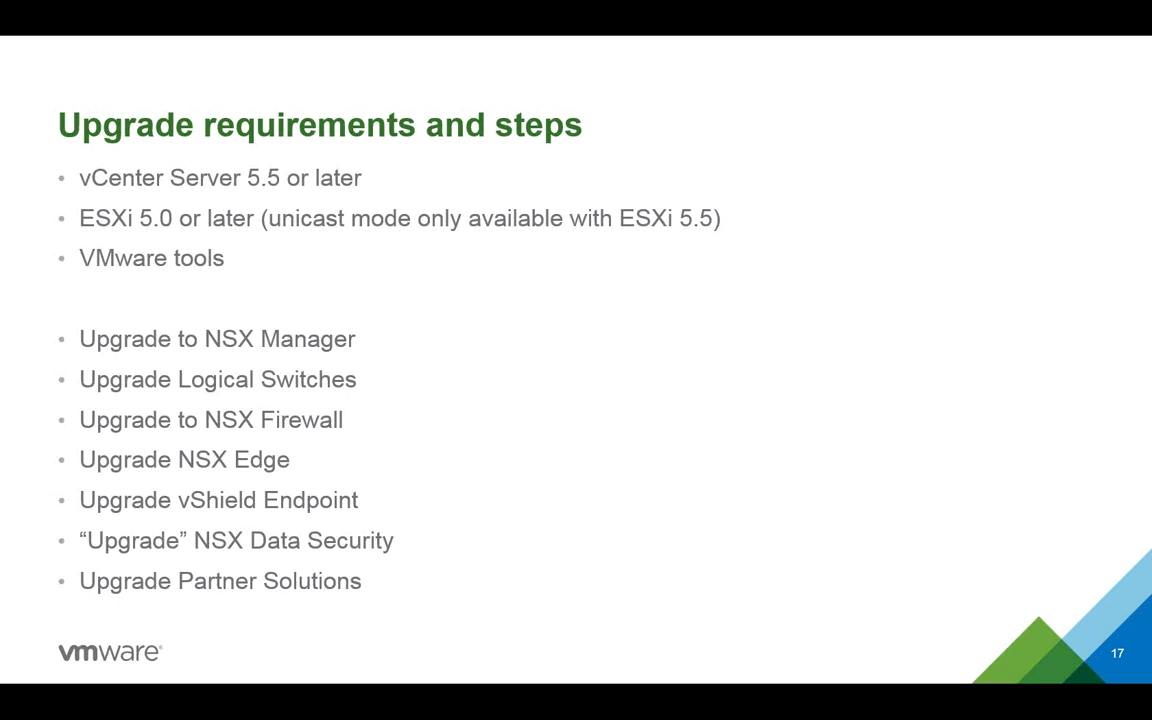 Upgrade requirements and steps
• vCenter Server 5.5 or later
• ESXi 5.0 or later (unicast mode only available with ESXi 5.5)
• VMware tools
• Upgrade to NSX Manager
• Upgrade Logical Switches
• Upgrade to NSX Firewall
• Upgrade NSX Edge
• Upgrade vShield Endpoint
• “Upgrade” NSX Data Security
• Upgrade Partner Solutions
vmware®
17